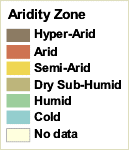 Aridity Zone
Hyper-Arid
Arid
Semi-Arid
Dry Sub-Humid
Humid
Cold
No data